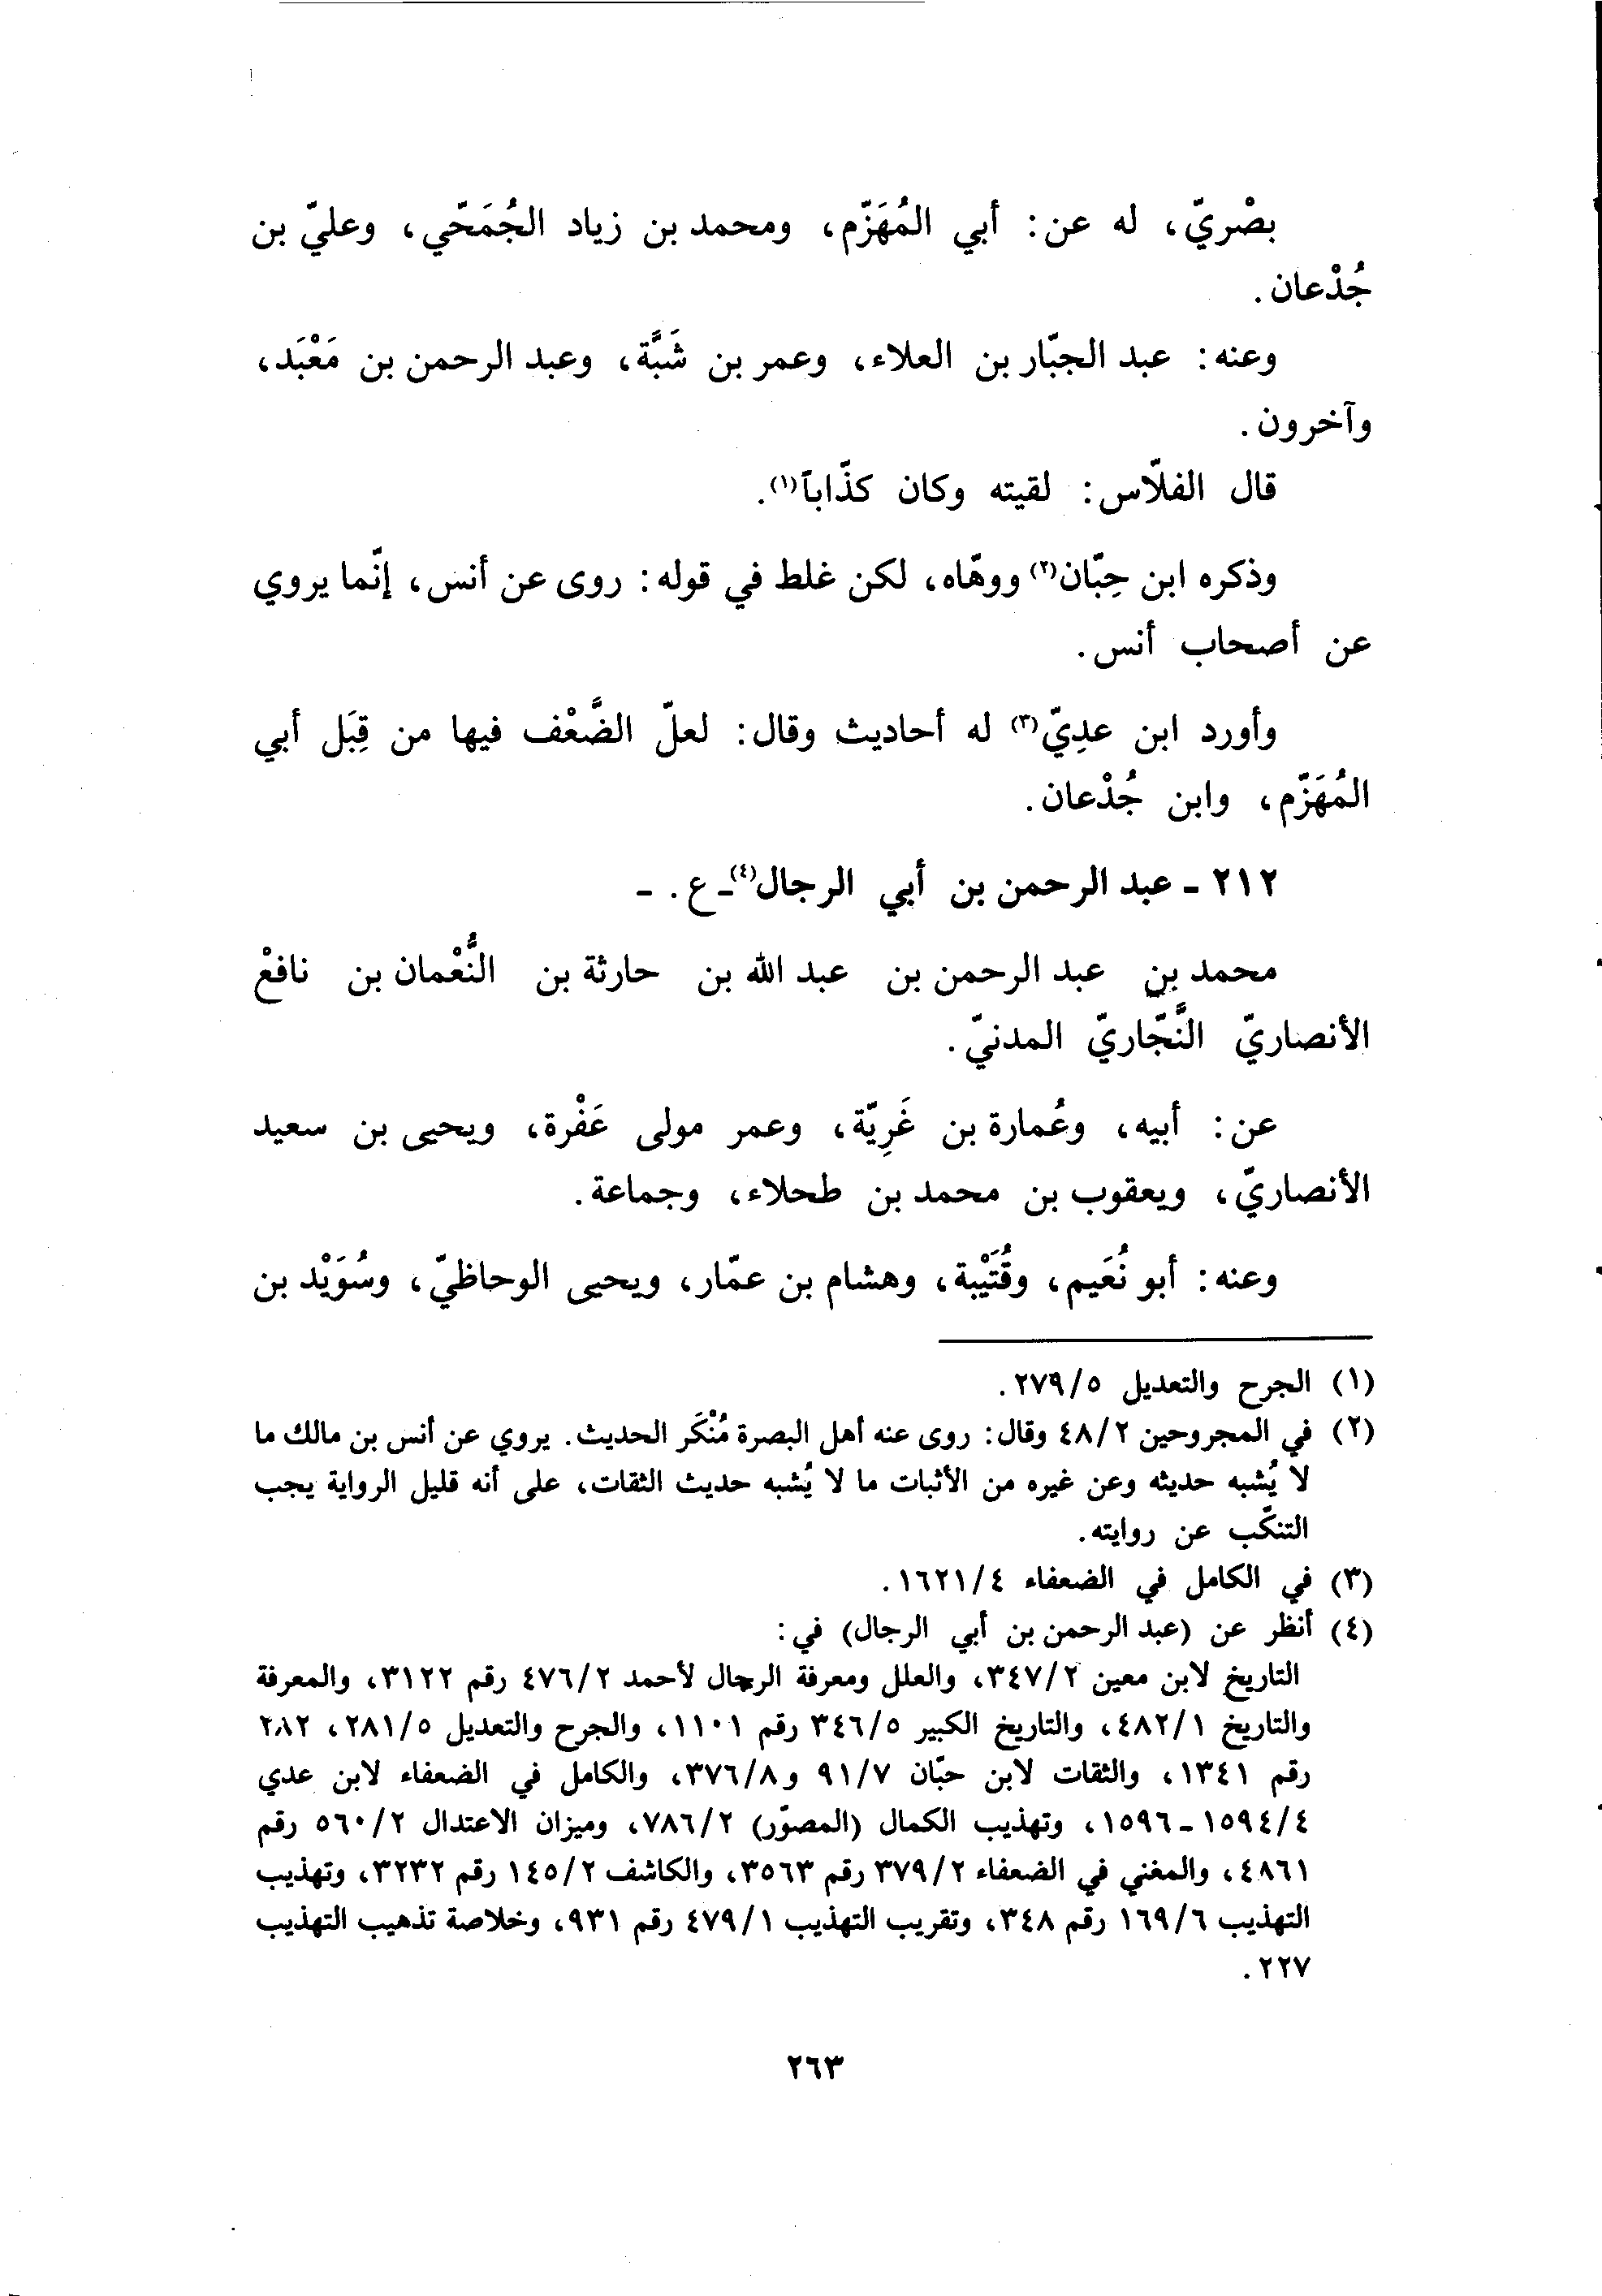 بصْريّ، له عن: أبي المُهَزّم، ومحمد بن زياد الجُمَحّي، وعليّ بن
جُدْعان.
وعنه: عبد الجبّار بن العلاء، وعمر بن شَبَّة، وعبد الرحمن بن مَعْبَد،
وآخرون.
قال الفلّاس: لقيته وكان كذّاباً(١).
وذكره ابن حِبّان(٢) ووهّاه، لكن غلط في قوله: روى عن أنس، إنّما يروي
عن أصحاب أنس.
وأورد ابن عدِيّ(٣) له أحاديث وقال: لعلّ الضَّعْف فيها من قِبَل أبي
المُهَزّم، وابن جُدْعان.
٢١٢ - عبد الرحمن بن أبي الرجال(٤) - ع. -
محمد بن عبد الرحمن بن عبد الله بن حارثة بن النُّعْمان بن نافعْ
الأنصاريّ النَّجّاريّ المدنيّ.
عن: أبيه، وعُمارة بن غَرِيّة، وعمر مولى عَفْرة، ويحيى بن سعيد
الأنصاريّ، ويعقوب بن محمد بن طحلاء، وجماعة.
وعنه: أبو نُعَيم، وقُتَيْبة، وهشام بن عمّار، ويحيى الوحاظيّ، وسُوَيْد بن
(١) الجرح والتعديل ٢٧٩/٥.
(٢) في المجروحين ٤٨/٢ وقال: روى عنه أهل البصرة مُنْكَر الحديث. يروي عن أنس بن مالك ما
لا يُشبه حديثه وعن غيره من الأثبات ما لا يُشبه حديث الثقات، على أنه قليل الرواية يجب
التنكّب عن روايته.
(٣) في الكامل في الضعفاء ١٦٢١/٤.
(٤) أنظر عن (عبد الرحمن بن أبي الرجال) في:
التاريخ لابن معين ٣٤٧/٢، والعلل ومعرفة الرجال لأحمد ٤٧٦/٢ رقم ٣١٢٢، والمعرفة
والتاريخ ٤٨٢/١، والتاريخ الكبير ٣٤٦/٥ رقم ١١٠١، والجرح والتعديل ٢٨١/٥، ٢٨٢
رقم ١٣٤١، والثقات لابن حبّان ٩١/٧ و٣٧٦/٨، والكامل في الضعفاء لابن عدي
١٥٩٤/٤ - ١٥٩٦، وتهذيب الكمال (المصوّر) ٧٨٦/٢، وميزان الاعتدال ٥٦٠/٢ رقم
٤٨٦١، والمغني في الضعفاء ٣٧٩/٢ رقم ٣٥٦٣، والكاشف ١٤٥/٢ رقم ٣٢٣٢، وتهذيب
التهذيب ١٦٩/٦ رقم ٣٤٨، وتقريب التهذيب ٤٧٩/١ رقم ٩٣١، وخلاصة تذهيب التهذيب
٢٢٧.
٢٦٣